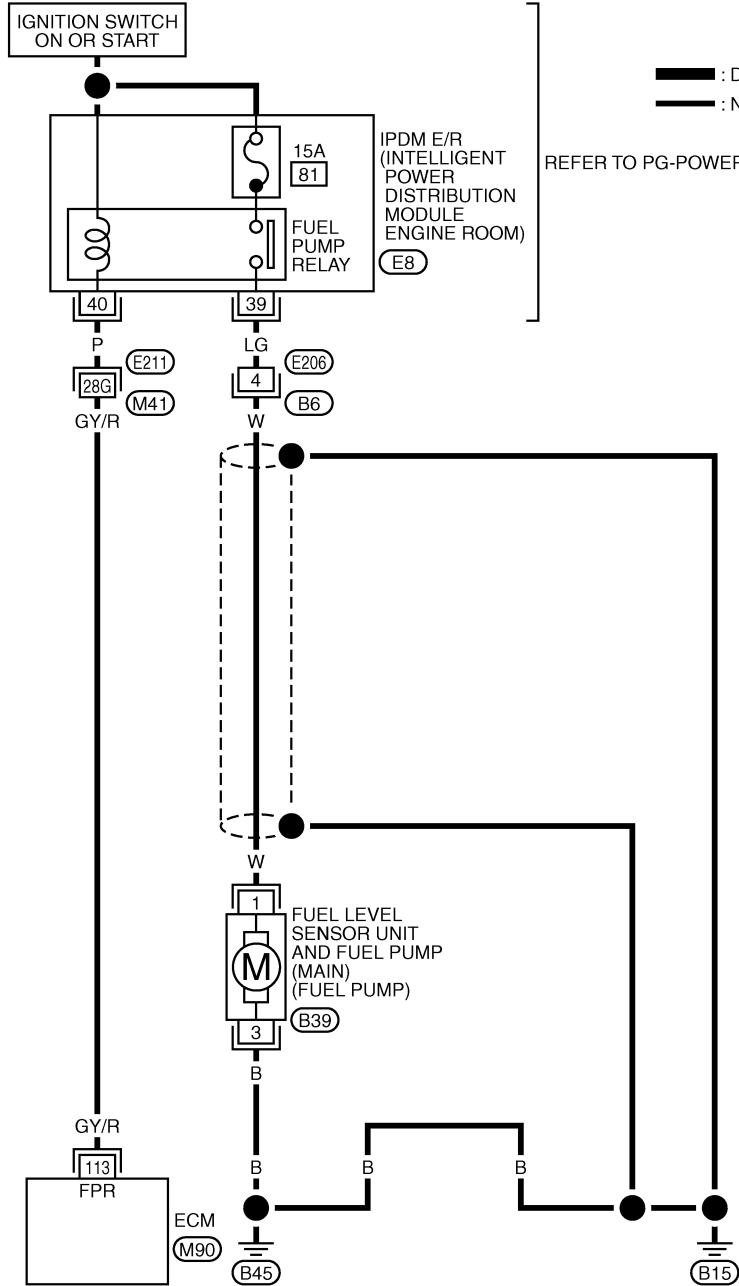 IGNITION SWITCH
ON OR START
: D
: N
15A
81
IPDM E/R
(INTELLIGENT
POWER
DISTRIBUTION
MODULE
ENGINE ROOM)
E8
REFER TO PG-POWER
FUEL
PUMP
RELAY
40
39
P
LG
E211
E206
28G
4
M41
B6
GY/R
W
W
1
FUEL LEVEL
SENSOR UNIT
AND FUEL PUMP
(MAIN)
(FUEL PUMP)
M
B39
3
B
GY/R
B
B
B
113
FPR
ECM
M90
B45
B15